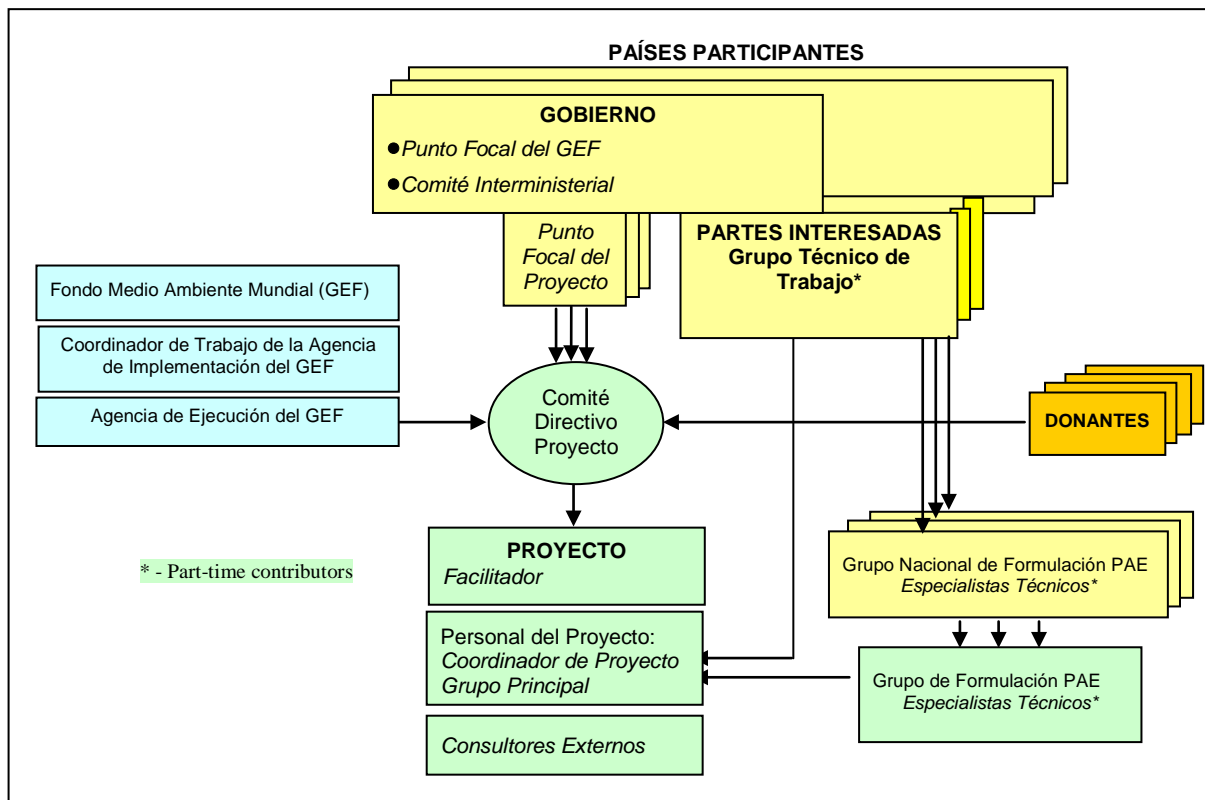 PAÍSES PARTICIPANTES
GOBIERNO
●Punto Focal del GEF
●Comité Interministerial
Punto
Focal del
Proyecto
PARTES INTERESADAS
Grupo Técnico de
Trabajo*
Fondo Medio Ambiente Mundial (GEF)
Coordinador de Trabajo de la Agencia
de Implementación del GEF
Agencia de Ejecución del GEF
Comité
Directivo
Proyecto
DONANTES
PROYECTO
Facilitador
* - Part-time contributors
Grupo Nacional de Formulación PAE
Especialistas Técnicos*
Personal del Proyecto:
Coordinador de Proyecto
Grupo Principal
Grupo de Formulación PAE
Especialistas Técnicos*
Consultores Externos